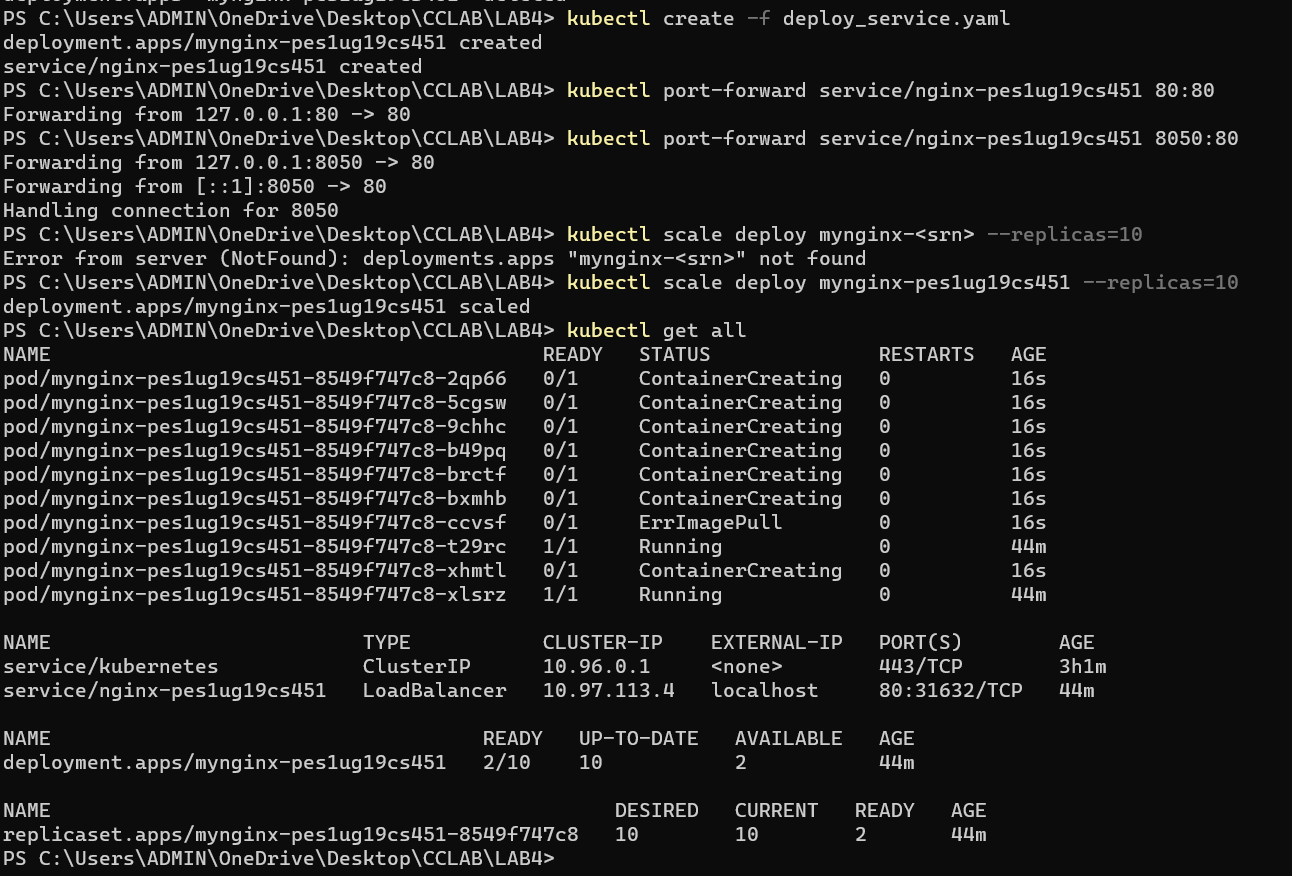 PS C:\Users\ADMIN\OneDrive\Desktop\CCLAB\LAB4> kubectl create -f deploy_service.yaml
deployment.apps/mynginx-pes1ug19cs451 created
service/nginx-pes1ug19cs451 created
PS C:\Users\ADMIN\OneDrive\Desktop\CCLAB\LAB4> kubectl port-forward service/nginx-pes1ug19cs451 80:80
Forwarding from 127.0.0.1:80 -> 80
PS C:\Users\ADMIN\OneDrive\Desktop\CCLAB\LAB4> kubectl port-forward service/nginx-pes1ug19cs451 8050:80
Forwarding from 127.0.0.1:8050 -> 80
Forwarding from [::1]:8050 -> 80
Handling connection for 8050
PS C:\Users\ADMIN\OneDrive\Desktop\CCLAB\LAB4> kubectl scale deploy mynginx-<srn> --replicas=10
Error from server (NotFound): deployments.apps "mynginx-<srn>" not found
PS C:\Users\ADMIN\OneDrive\Desktop\CCLAB\LAB4> kubectl scale deploy mynginx-pes1ug19cs451 --replicas=10
deployment.apps/mynginx-pes1ug19cs451 scaled
PS C:\Users\ADMIN\OneDrive\Desktop\CCLAB\LAB4> kubectl get all
NAME READY STATUS RESTARTS AGE
pod/mynginx-pes1ug19cs451-8549f747c8-2qp66 0/1 ContainerCreating 0 16s
pod/mynginx-pes1ug19cs451-8549f747c8-5cgsw 0/1 ContainerCreating 0 16s
pod/mynginx-pes1ug19cs451-8549f747c8-9chhc 0/1 ContainerCreating 0 16s
pod/mynginx-pes1ug19cs451-8549f747c8-b49pq 0/1 ContainerCreating 0 16s
pod/mynginx-pes1ug19cs451-8549f747c8-brctf 0/1 ContainerCreating 0 16s
pod/mynginx-pes1ug19cs451-8549f747c8-bxmhb 0/1 ContainerCreating 0 16s
pod/mynginx-pes1ug19cs451-8549f747c8-ccvsf 0/1 ErrImagePull 0 16s
pod/mynginx-pes1ug19cs451-8549f747c8-t29rc 1/1 Running 0 44m
pod/mynginx-pes1ug19cs451-8549f747c8-xhmtl 0/1 ContainerCreating 0 16s
pod/mynginx-pes1ug19cs451-8549f747c8-xlsrz 1/1 Running 0 44m
NAME TYPE CLUSTER-IP EXTERNAL-IP PORT(S) AGE
service/kubernetes ClusterIP 10.96.0.1 <none> 443/TCP 3h1m
service/nginx-pes1ug19cs451 LoadBalancer 10.97.113.4 localhost 80:31632/TCP 44m
NAME READY UP-TO-DATE AVAILABLE AGE
deployment.apps/mynginx-pes1ug19cs451 2/10 10 2 44m
NAME DESIRED CURRENT READY AGE
replicaset.apps/mynginx-pes1ug19cs451-8549f747c8 10 10 2 44m
PS C:\Users\ADMIN\OneDrive\Desktop\CCLAB\LAB4>